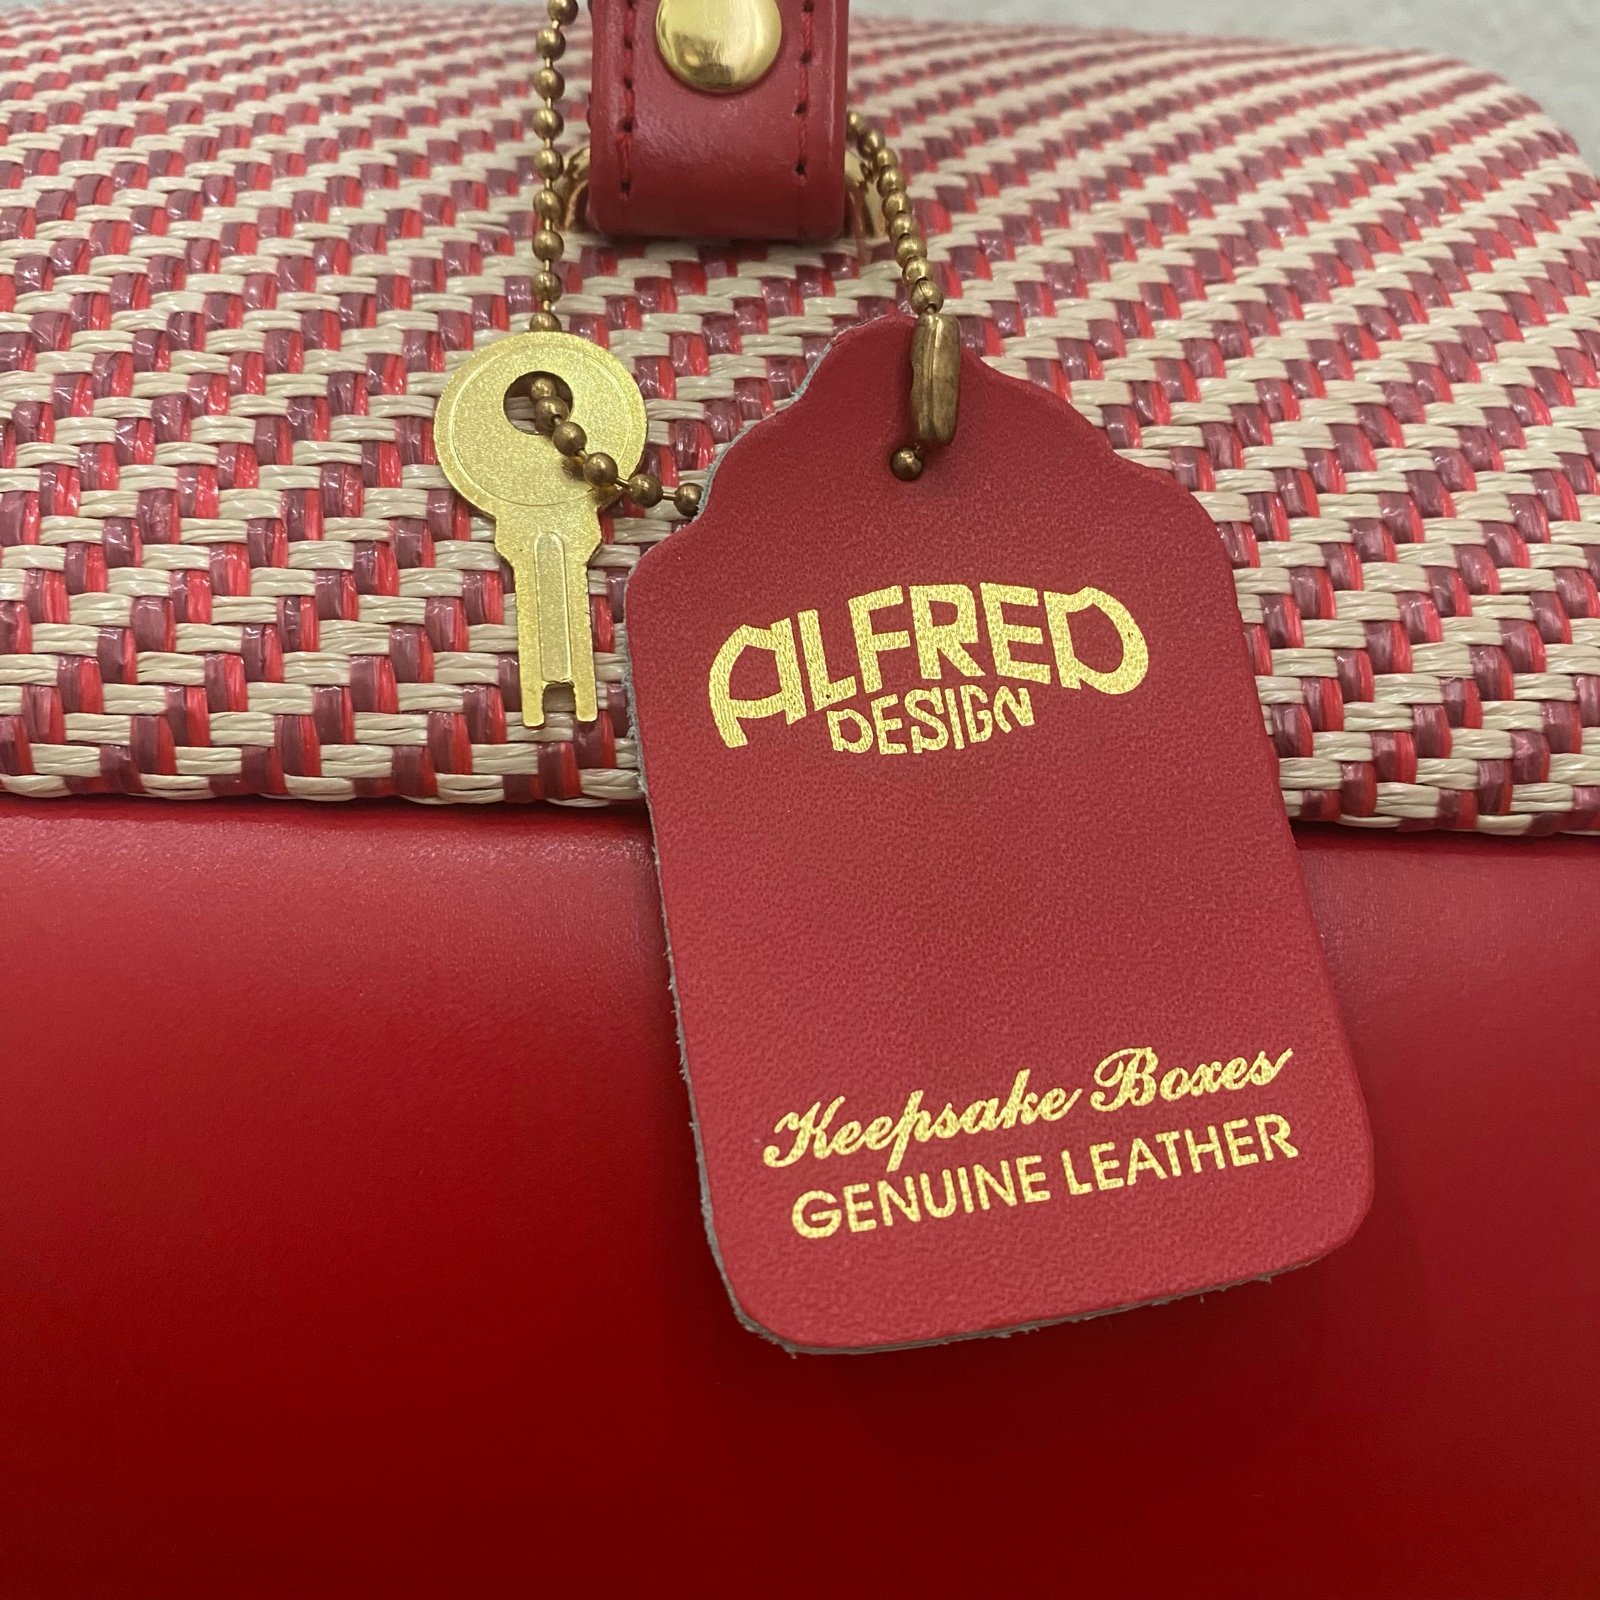 ALFRED
DESIGN
Keepsake Boxes
GENUINE LEATHER